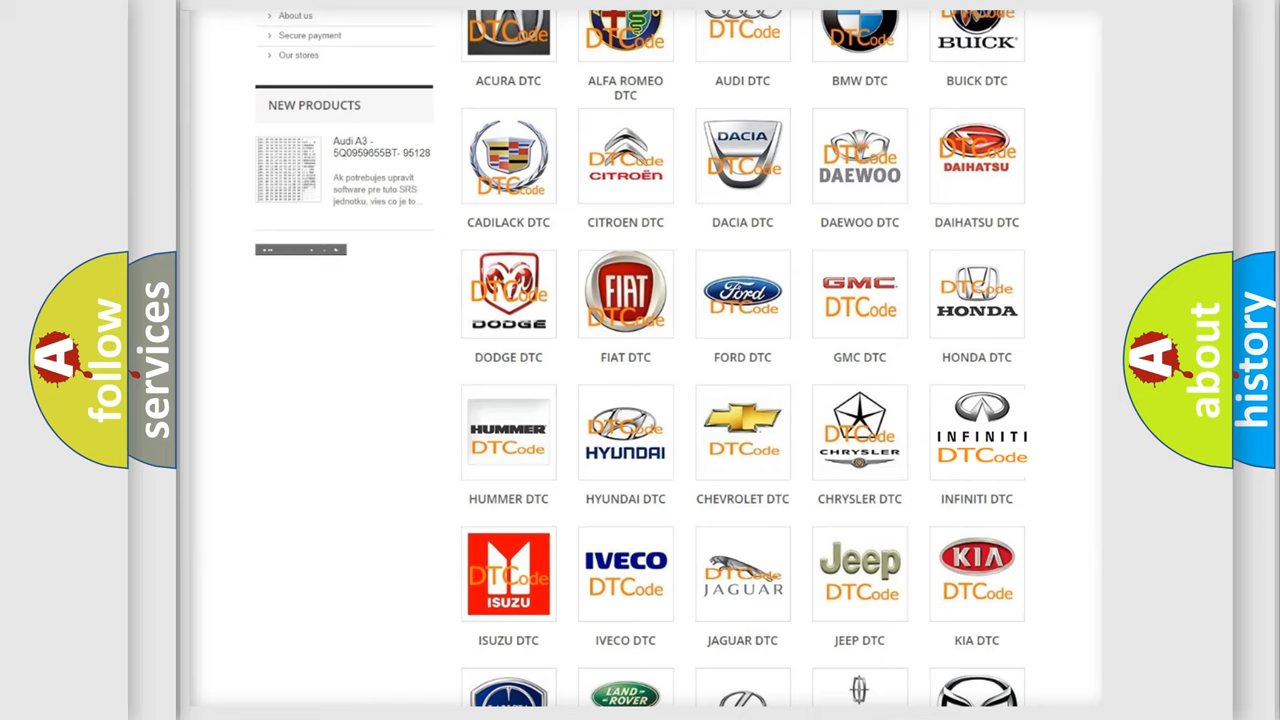 About us
Secure payment
Our stores
NEW PRODUCTS
Audi A3 -
5Q0959655BT- 95128
Ak potrebujes upravit
software pre tuto SRS
jednotku, vies co je to...
DTCode DTCode DTCode DTCode BUICK
ACURA DTC ALFA ROMEO DTC AUDI DTC BMW DTC BUICK DTC
DTCode
DTCode CITROËN
DACIA DTCode
DTCode DAEWOO
DTCode DAIHATSU
CADILACK DTC CITROEN DTC DACIA DTC DAEWOO DTC DAIHATSU DTC
DTCode DODGE
FIAT DTCode
Ford DTCode
GMC DTCode
DTCode HONDA
DODGE DTC FIAT DTC FORD DTC GMC DTC HONDA DTC
HUMMER DTCode
DTCode HYUNDAI
DTCode
DTCode CHRYSLER
INFINITI DTCode
HUMMER DTC HYUNDAI DTC CHEVROLET DTC CHRYSLER DTC INFINITI DTC
DTCode ISUZU
IVECO DTCode
DTCode JAGUAR
Jeep DTCode
KIA DTCode
ISUZU DTC IVECO DTC JAGUAR DTC JEEP DTC KIA DTC
LAND-
ROVER
A follow
services
A about
history